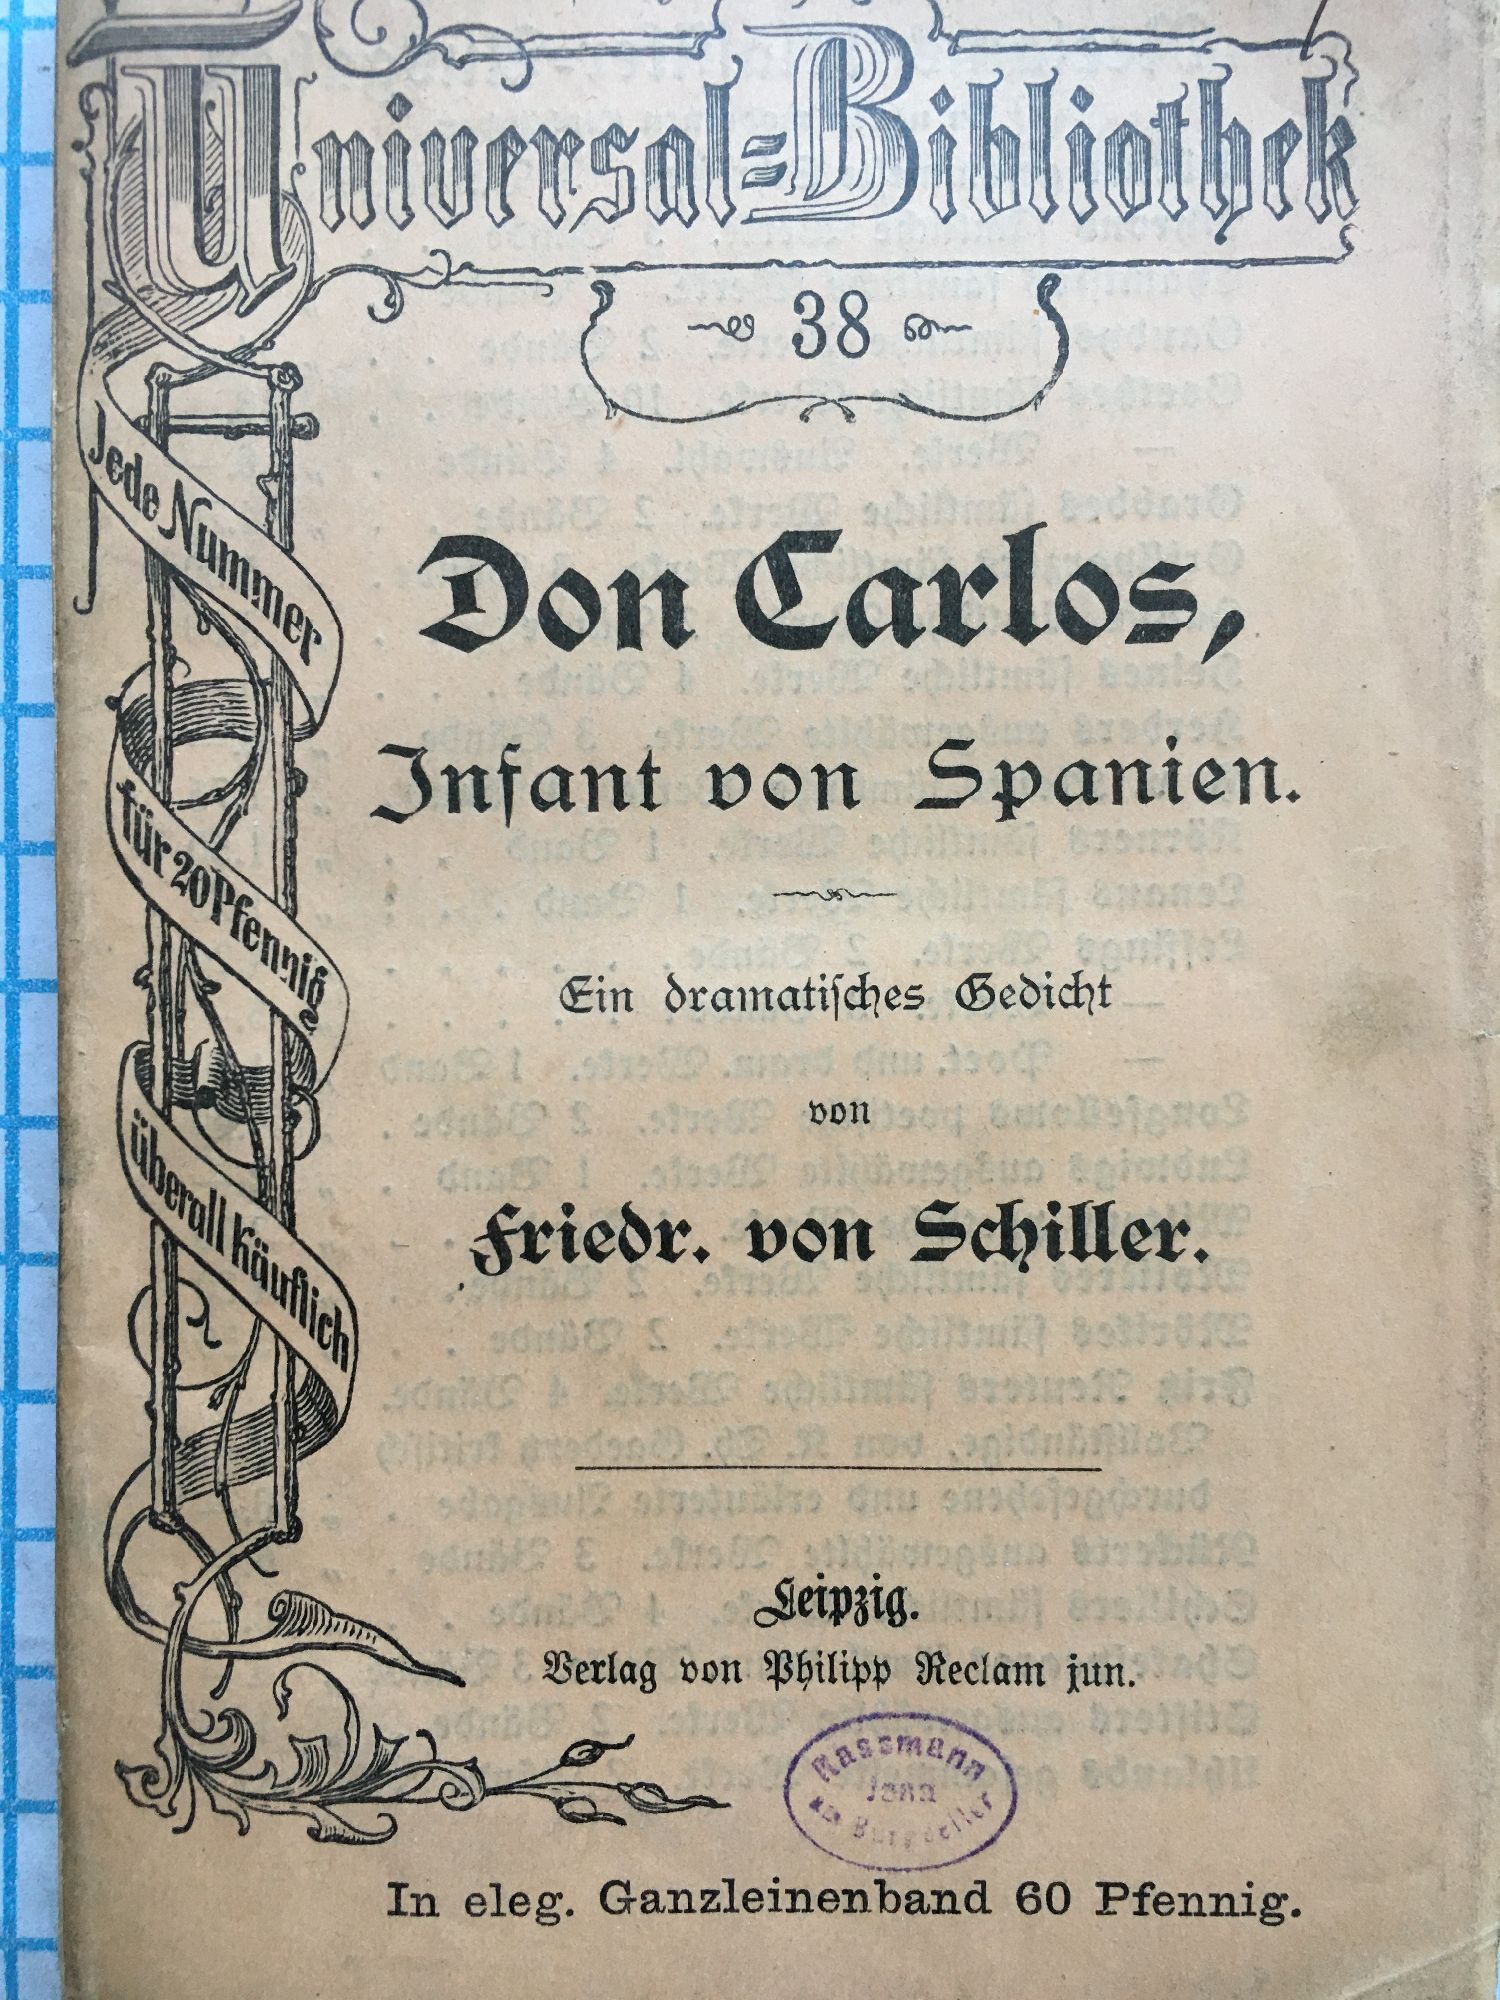 Universal-Bibliothek
38
Jede Nummer
für 20 Pfennig
überall käuflich
Don Carlos,
Infant von Spanien.
Ein dramatiſches Gedicht
von
Friedr. von Schiller.
Leipzig.
Verlag von Philipp Reclam jun.
Rassmann
Jena
In eleg. Ganzleinenband 60 Pfennig.